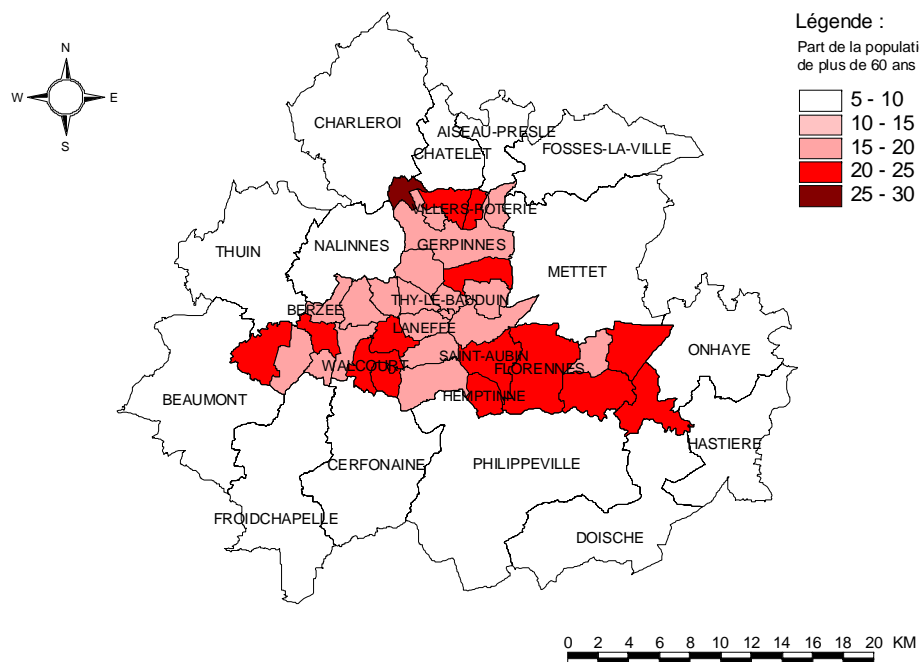 Légende :
Part de la populati
de plus de 60 ans
5 - 10
10 - 15
15 - 20
20 - 25
25 - 30
N
W E
S
CHARLEROI
AISEAU-PRESLE
CHATELET
FOSSES-LA-VILLE
VILLERS-POTERIE
THUIN
NALINNES
GERPINNES
METTET
BERZEE
THY-LE-BAUDUIN
LANEFFE
ONHAYE
WALCOURT
SAINT-AUBIN
FLORENNES
BEAUMONT
HEMPTINNE
HASTIERE
CERFONAINE
PHILIPPEVILLE
FROIDCHAPELLE
DOISCHE
0 2 4 6 8 10 12 14 16 18 20 KM